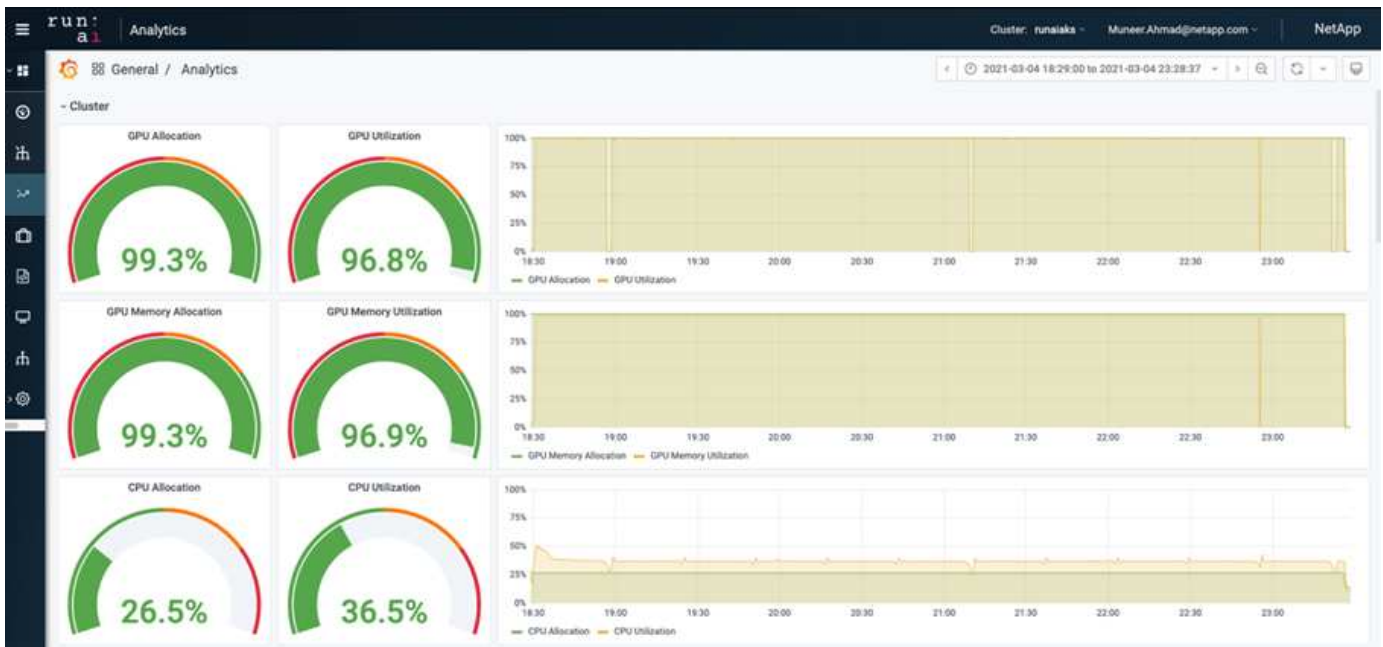 run:
ai
Analytics
Cluster: runaiaks
Muneer.Ahmad@netapp.com
NetApp
General / Analytics
2021-03-04 18:29:00 to 2021-03-04 23:28:37
Cluster
GPU Allocation
99.3%
GPU Utilization
96.8%
100%
75%
50%
25%
0%
18:30 19:00 19:30 20:00 20:30 21:00 21:30 22:00 22:30 23:00
GPU Allocation GPU Utilization
GPU Memory Allocation
99.3%
GPU Memory Utilization
96.9%
100%
75%
50%
25%
0%
18:30 19:00 19:30 20:00 20:30 21:00 21:30 22:00 22:30 23:00
GPU Memory Allocation GPU Memory Utilization
CPU Allocation
26.5%
CPU Utilization
36.5%
100%
75%
50%
25%
0%
18:30 19:00 19:30 20:00 20:30 21:00 21:30 22:00 22:30 23:00
CPU Allocation CPU Utilization